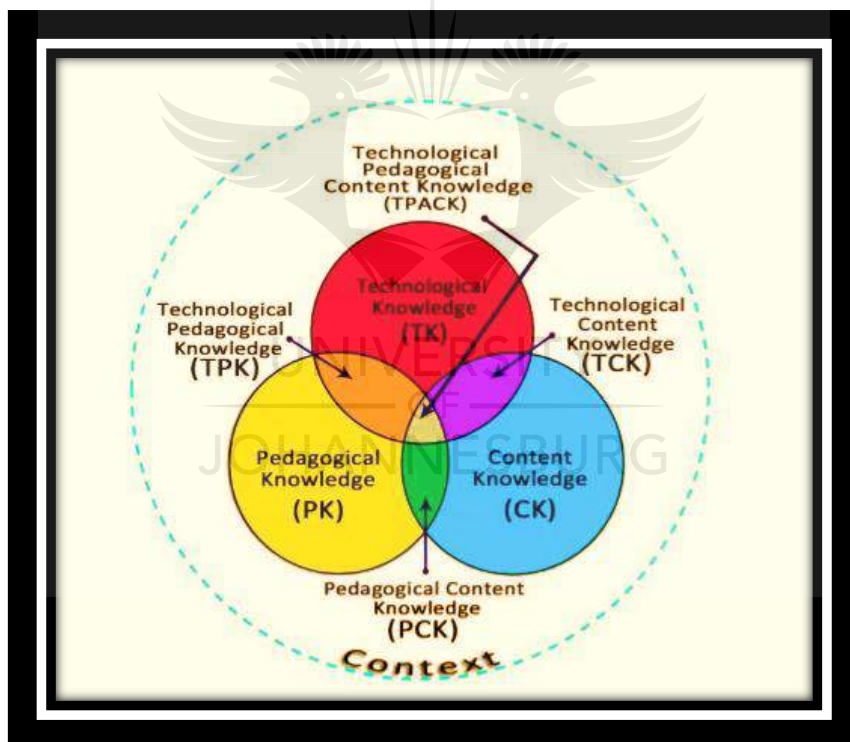 Technological
Pedagogical
Content Knowledge
(TPACK)
Technological
Knowledge
(TK)
Technological
Pedagogical
Knowledge
(TPK)
Technological
Content
Knowledge
(TCK)
UNIVERSITY
OF
JOHANNESBURG
Pedagogical
Knowledge
(PK)
Content
Knowledge
(CK)
Pedagogical Content
Knowledge
(PCK)
Context